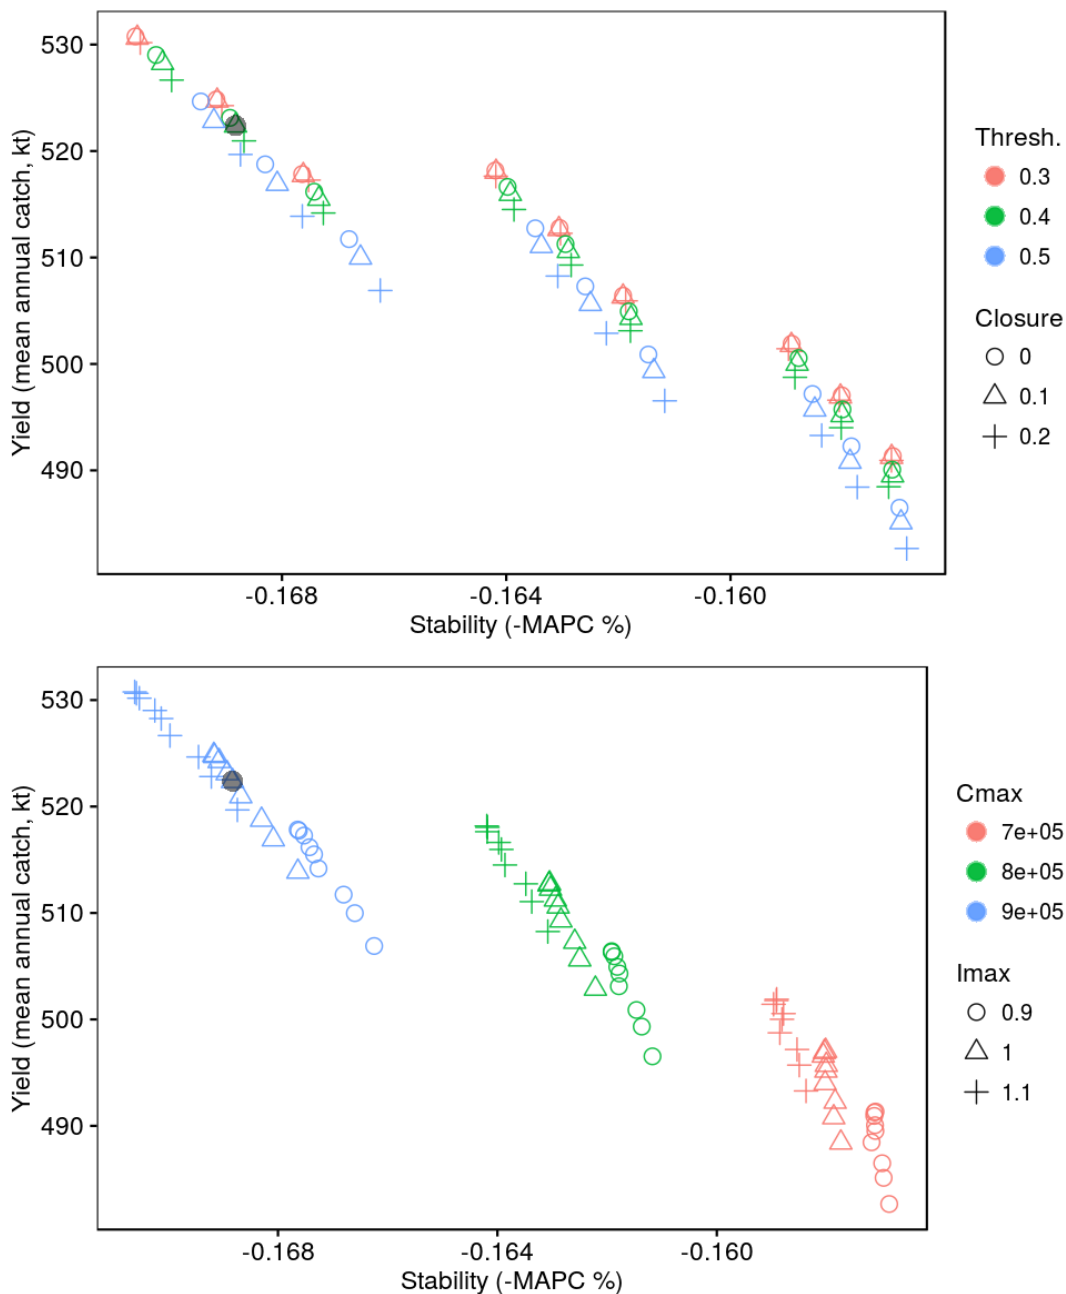 530
520
510
500
490
Yield (mean annual catch, kt)
-0.168 -0.164 -0.160
Stability (-MAPC %)
Thresh.
0.3
0.4
0.5
Closure
0
0.1
0.2
530
520
510
500
490
Yield (mean annual catch, kt)
-0.168 -0.164 -0.160
Stability (-MAPC %)
Cmax
7e+05
8e+05
9e+05
Imax
0.9
1
1.1